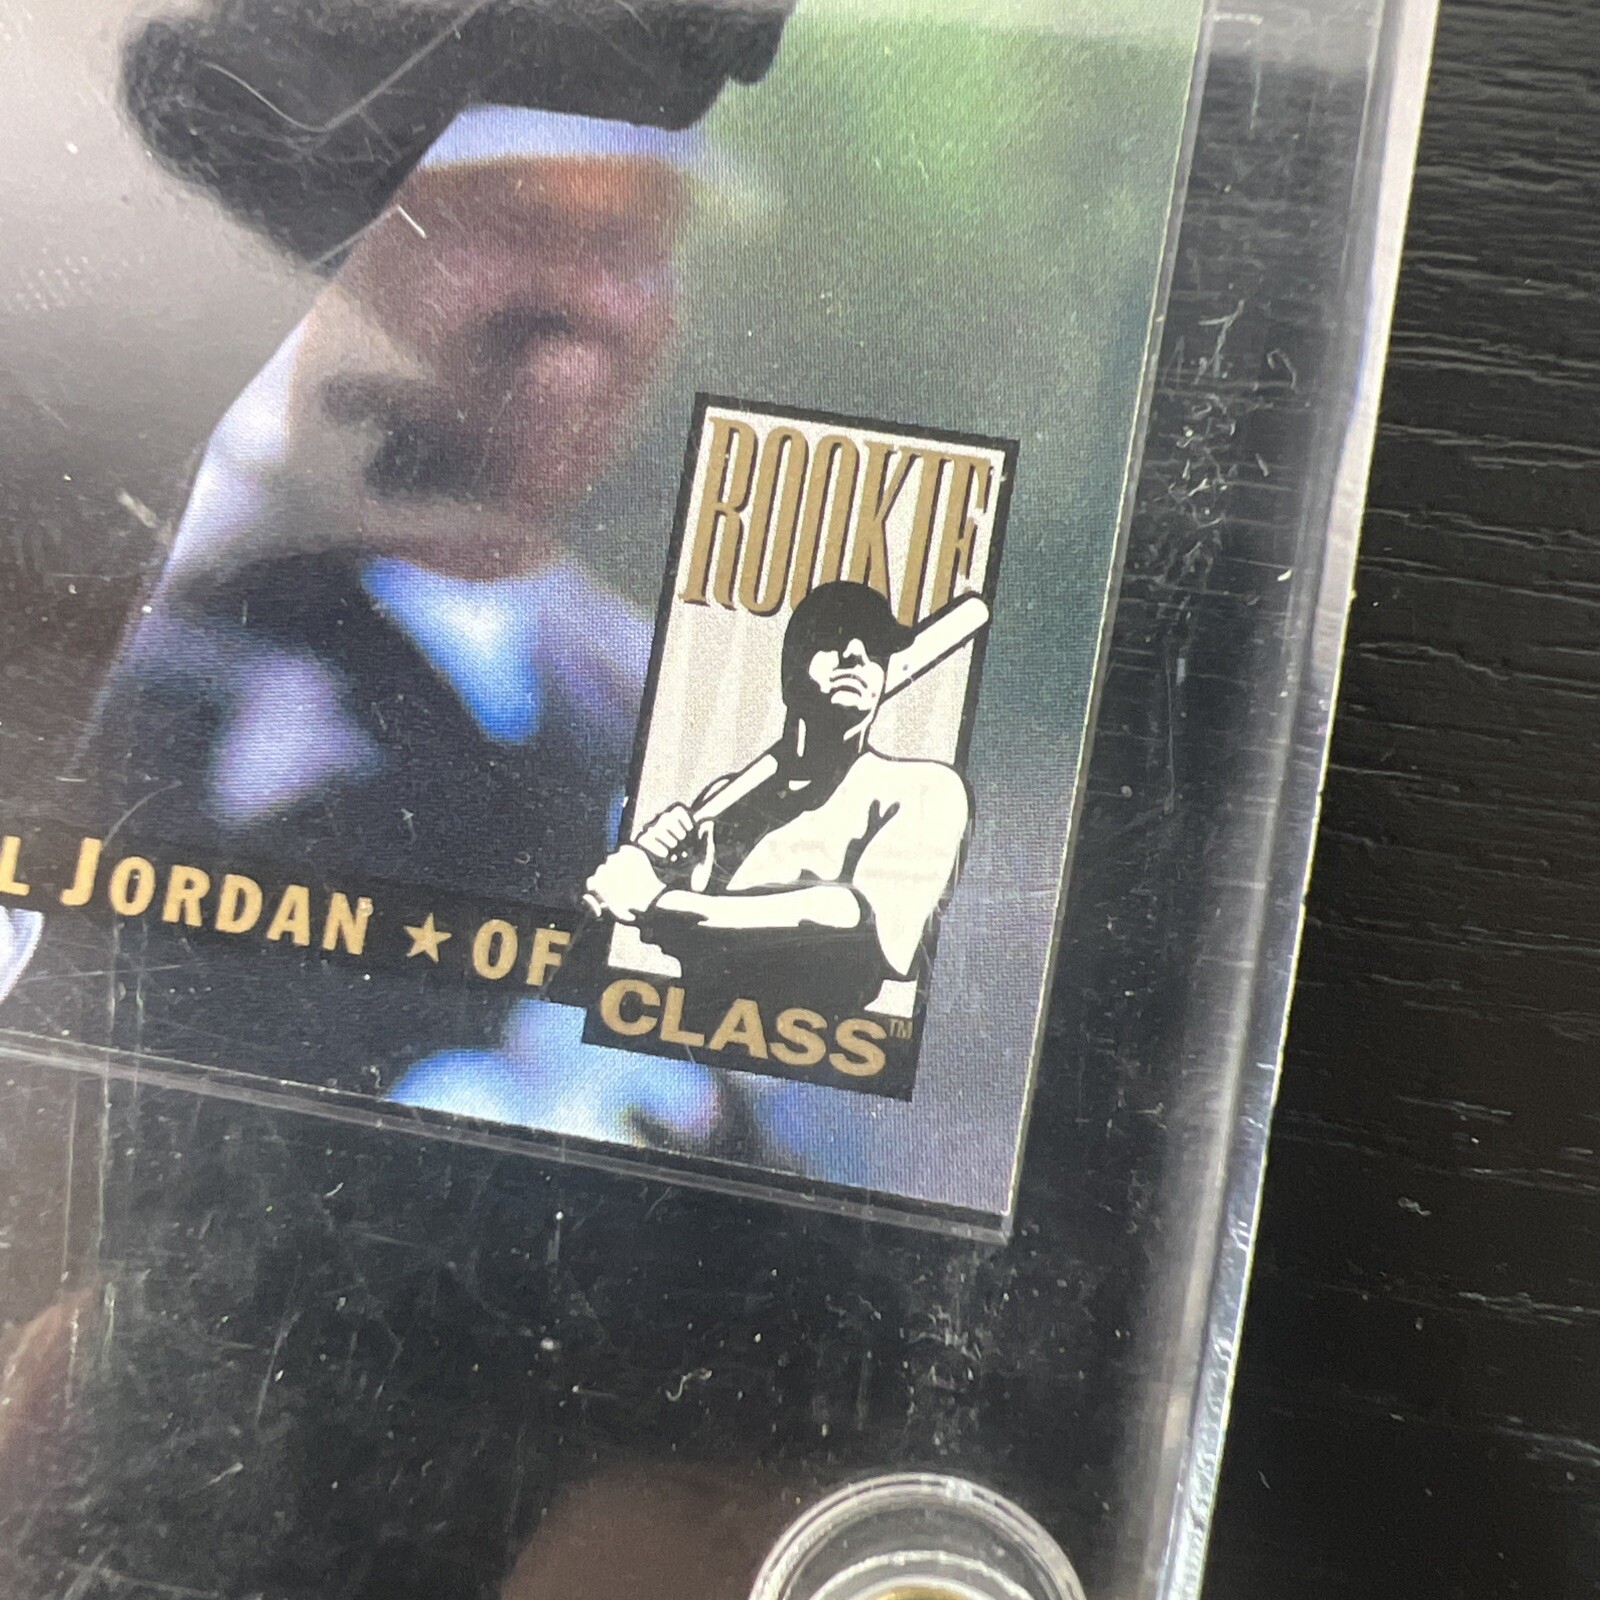 ROOKIE
L JORDAN ★ OF
CLASS™